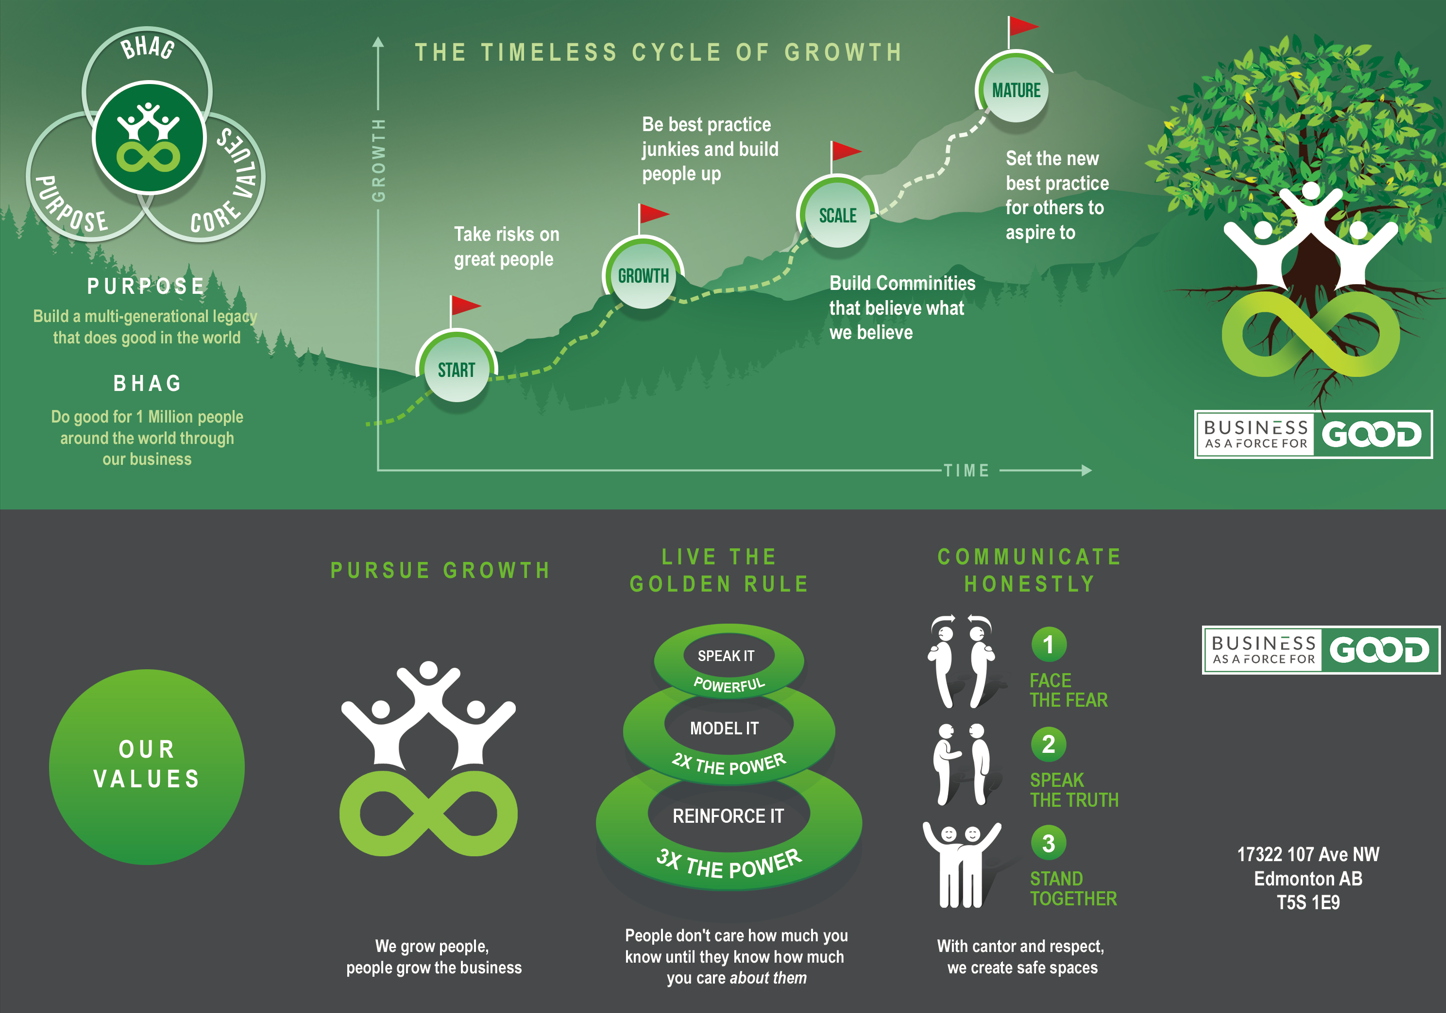 BHAG
PURPOSE
CORE VALUES
PURPOSE
Build a multi-generational legacy
that does good in the world
BHAG
Do good for 1 Million people
around the world through
our business
THE TIMELESS CYCLE OF GROWTH
GROWTH
TIME
START
Take risks on
great people
GROWTH
Be best practice
junkies and build
people up
SCALE
Build Comminities
that believe what
we believe
MATURE
Set the new
best practice
for others to
aspire to
BUSINESS
AS A FORCE FOR
GOOD
OUR
VALUES
PURSUE GROWTH
We grow people,
people grow the business
LIVE THE
GOLDEN RULE
SPEAK IT
POWERFUL
MODEL IT
2X THE POWER
REINFORCE IT
3X THE POWER
People don't care how much you
know until they know how much
you care about them
COMMUNICATE
HONESTLY
1
FACE
THE FEAR
2
SPEAK
THE TRUTH
3
STAND
TOGETHER
With cantor and respect,
we create safe spaces
BUSINESS
AS A FORCE FOR
GOOD
17322 107 Ave NW
Edmonton AB
T5S 1E9